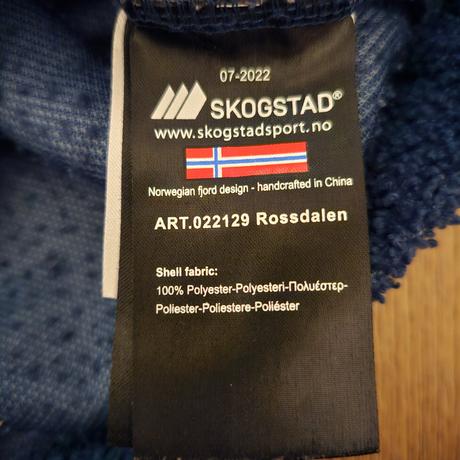 07-2022
SKOGSTAD®
www.skogstadsport.no
Norwegian fjord design - handcrafted in China
ART.022129 Rossdalen
Shell fabric:
100% Polyester-Polyesteri-Πολυέστερ-
Poliester-Poliestere-Poliéster